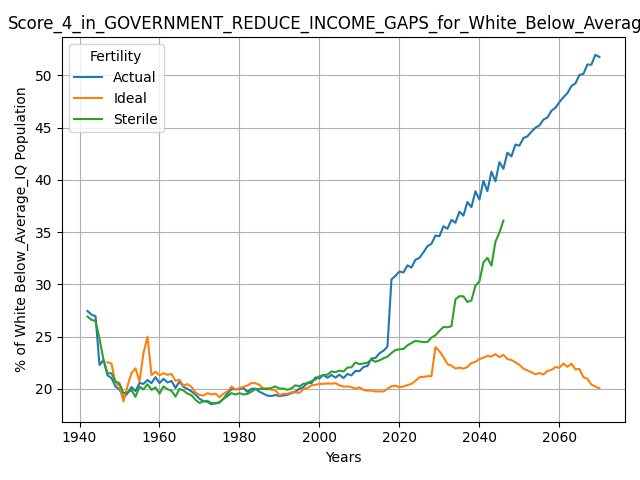 Score_4_in_GOVERNMENT_REDUCE_INCOME_GAPS_for_White_Below_Averag
Fertility
Actual
Ideal
Sterile
% of White Below_Average_IQ Population
50
45
40
35
30
25
20
1940
1960
1980
2000
2020
2040
2060
Years